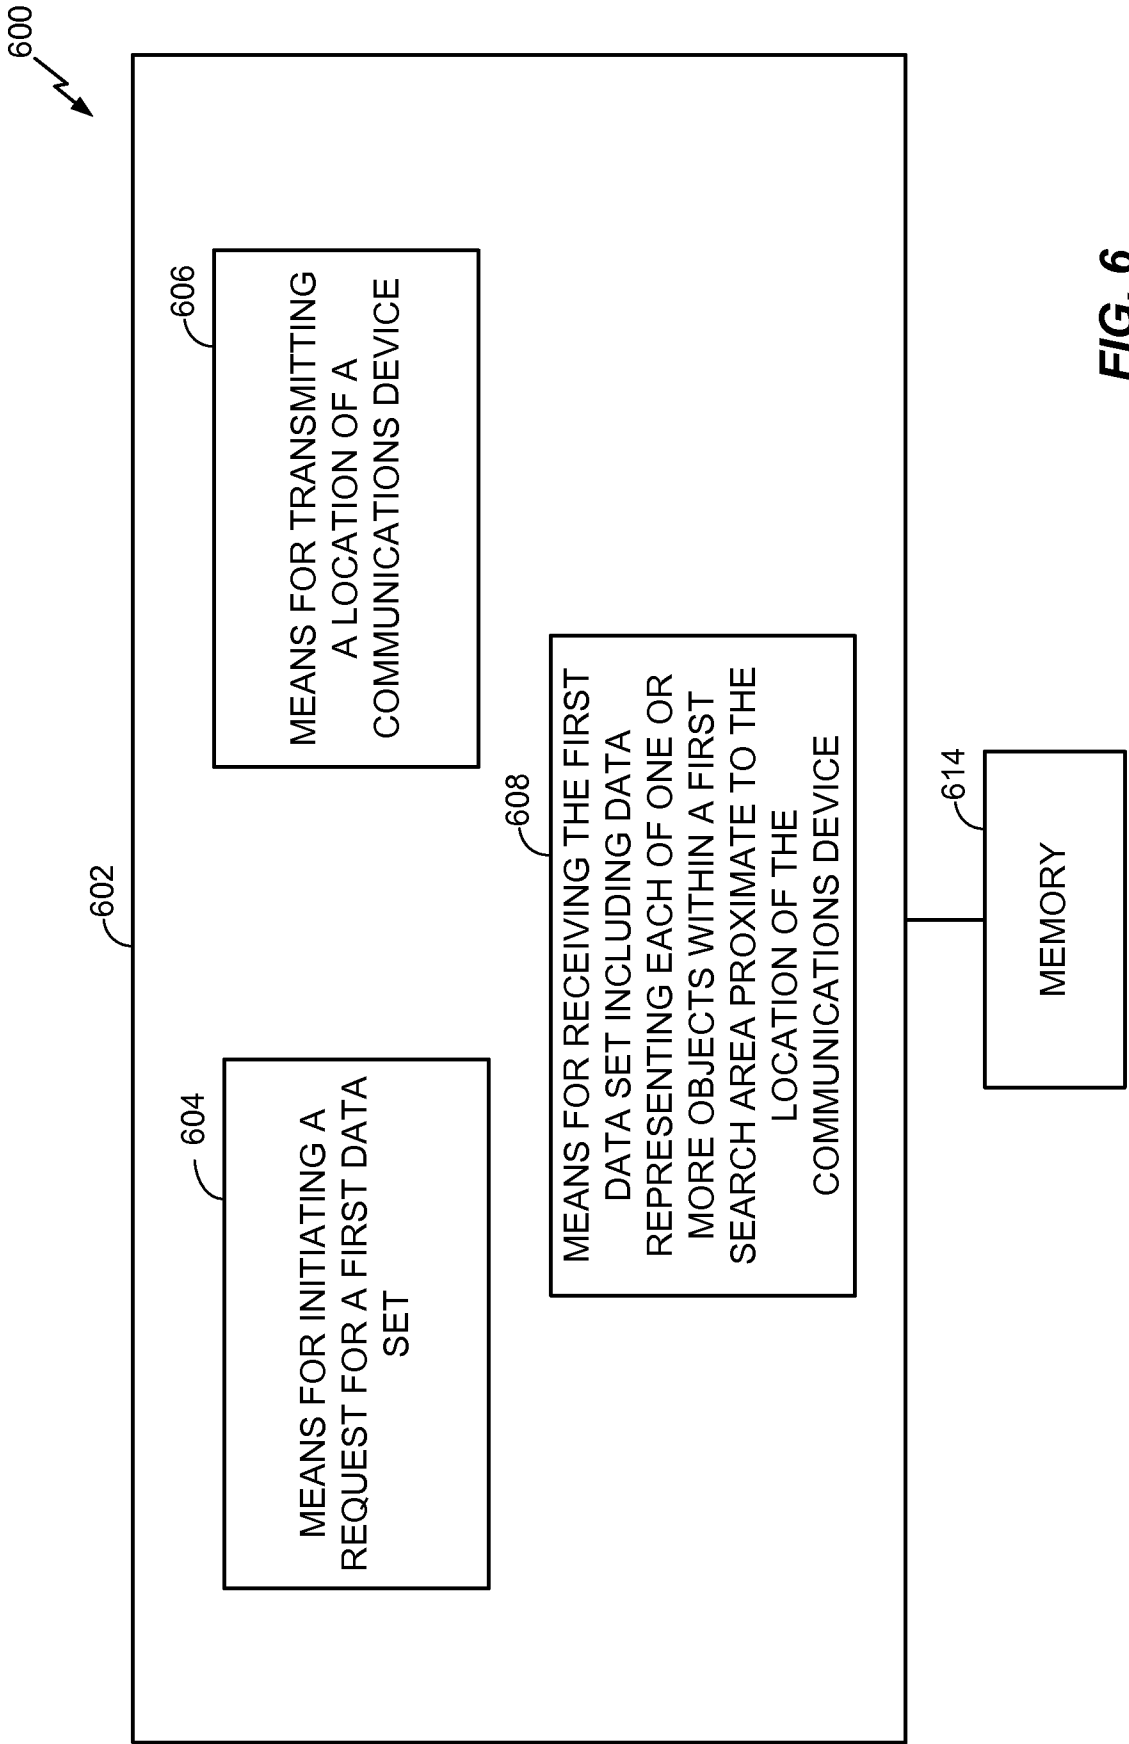 600
602
604
MEANS FOR INITIATING A
REQUEST FOR A FIRST DATA
SET
606
MEANS FOR TRANSMITTING
A LOCATION OF A
COMMUNICATIONS DEVICE
608
MEANS FOR RECEIVING THE FIRST
DATA SET INCLUDING DATA
REPRESENTING EACH OF ONE OR
MORE OBJECTS WITHIN A FIRST
SEARCH AREA PROXIMATE TO THE
LOCATION OF THE
COMMUNICATIONS DEVICE
614
MEMORY
FIG. 6